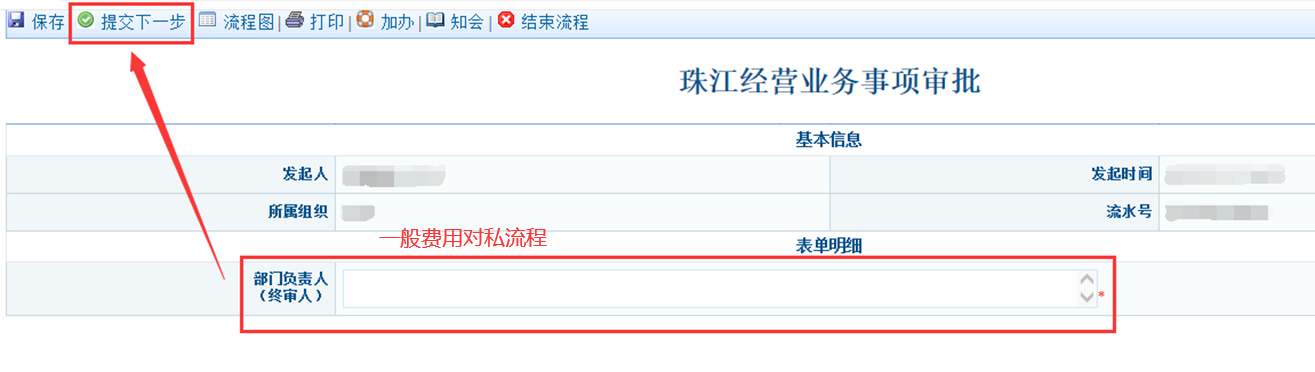 保存 提交下一步 流程图 | 打印 | 加办 | 知会 | 结束流程
珠江经营业务事项审批
基本信息
发起人 发起时间
所属组织 流水号
一般费用对私流程
表单明细
部门负责人
（终审人） *